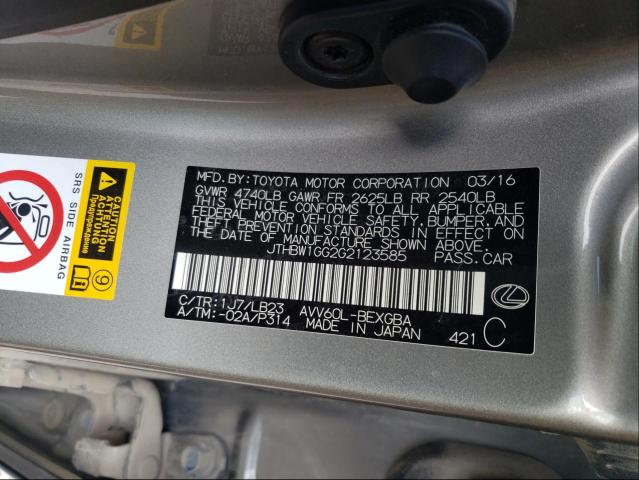 SRS SIDE AIRBAG
CAUTION
ATTENTION
ACHTUNG
Предупреждение
9
MFD.BY:TOYOTA MOTOR CORPORATION 03/16
GVWR 4740LB GAWR FR 2625LB RR 2540LB
THIS VEHICLE CONFORMS TO ALL APPLICABLE
FEDERAL MOTOR VEHICLE SAFETY,BUMPER,AND
THEFT PREVENTION STANDARDS IN EFFECT ON
THE DATE OF MANUFACTURE SHOWN ABOVE.
JTHBW1GG2G2123585 PASS.CAR
C/TR:1J7/LB23 AVV60L-BEXGBA
A/TM:-02A/P314 MADE IN JAPAN 421 C